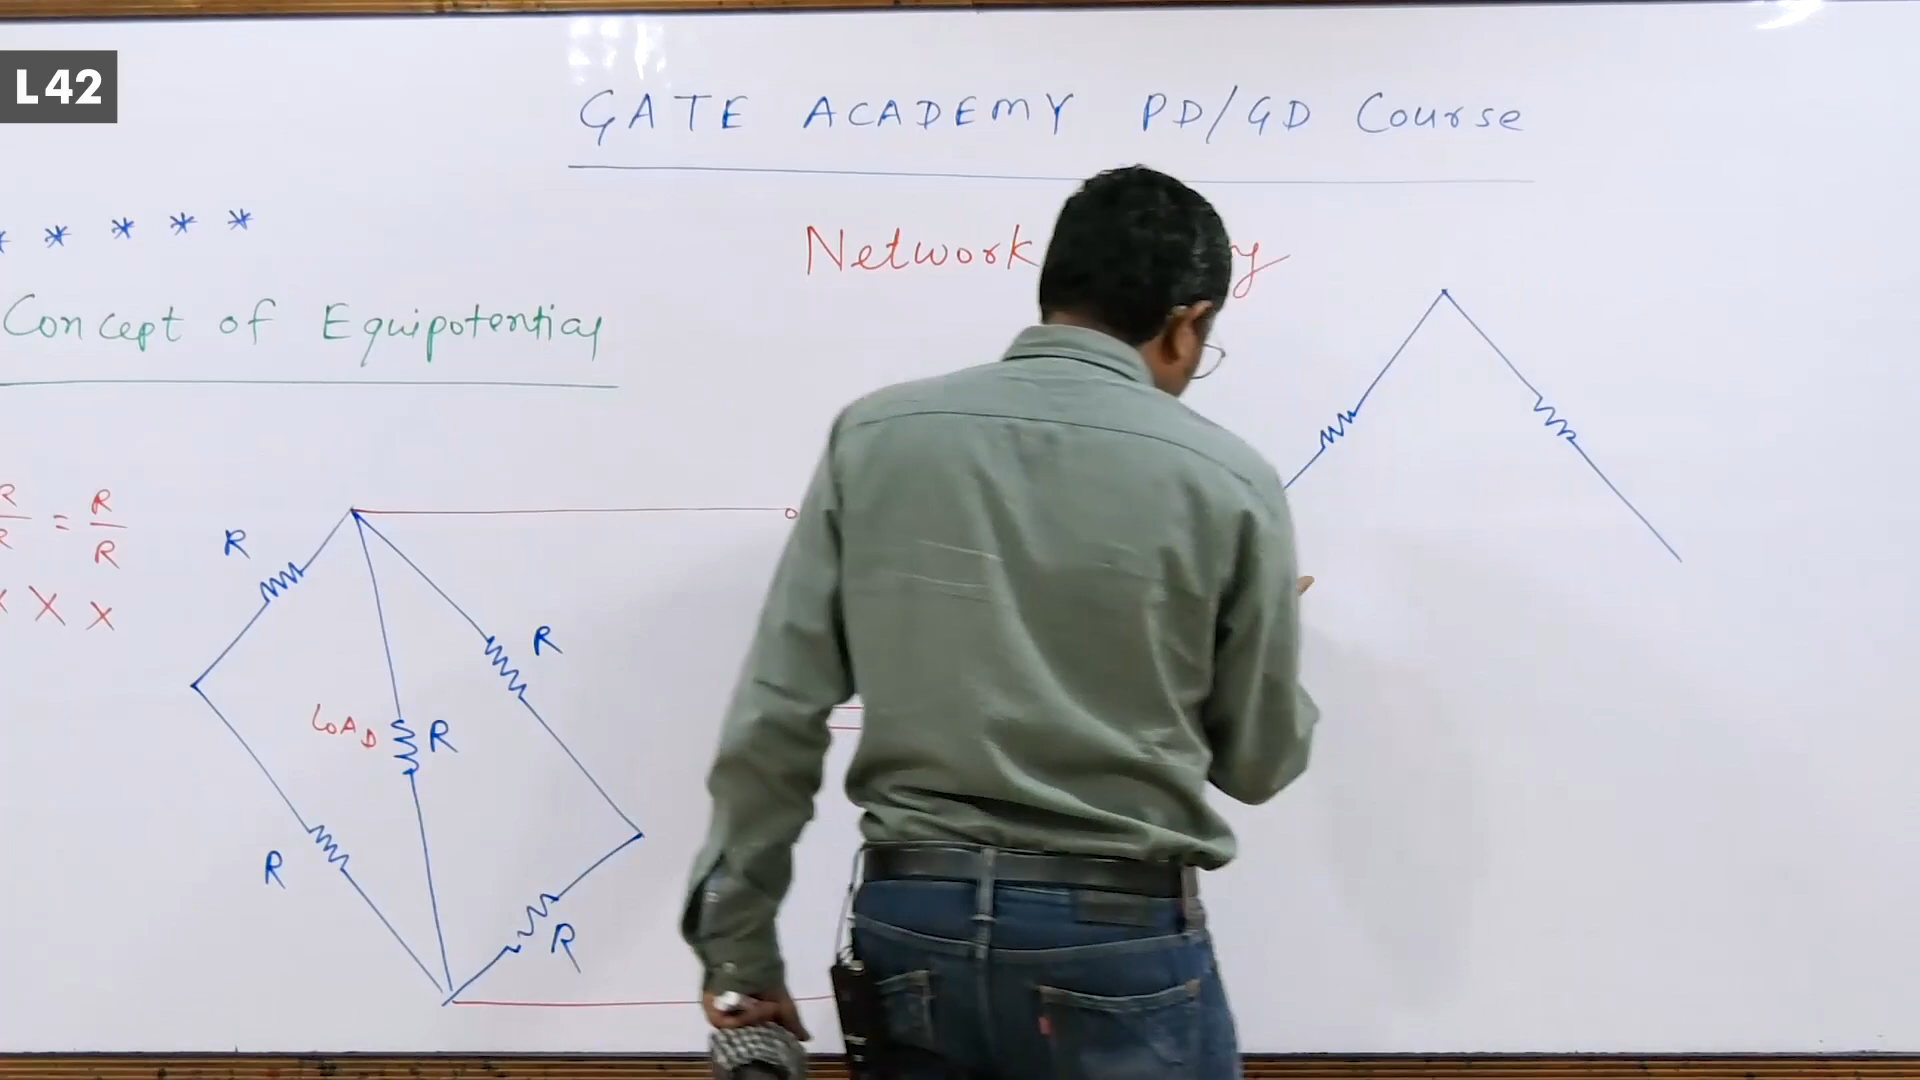 L42
GATE ACADEMY PD/GD Course
* * * * *
Network
Concept of Equipotential
R = R
R R
X X X
R
R
LOAD R
R
R